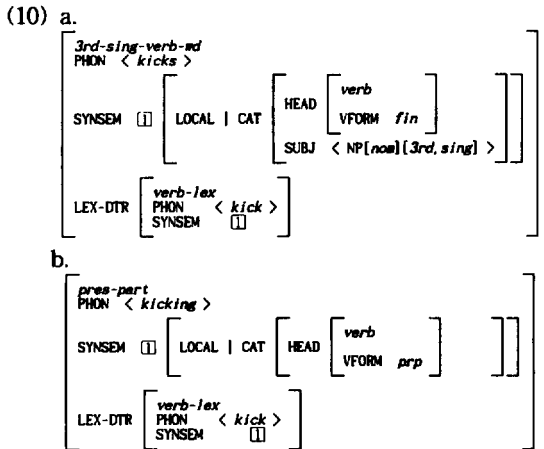 (10) a.
3rd-sing-verb-md
PHON < kicks >
HEAD verb
SYNSEM [1] LOCAL | CAT VFORM fin
SUBJ < NP[nom][3rd, sing] >
verb-lex
LEX-DTR PHON < kick >
SYNSEM [1]
b.
pres-part
PHON < kicking >
verb
SYNSEM [1] LOCAL | CAT HEAD
VFORM prp
verb-lex
LEX-DTR PHON < kick >
SYNSEM [1]